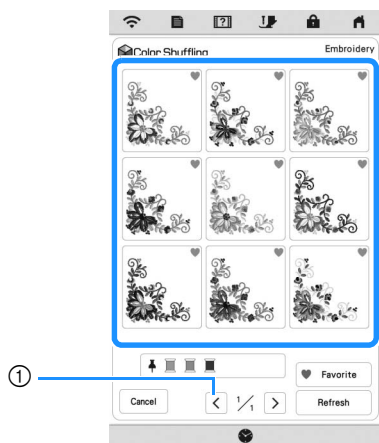 ?
Color Shuffling
Embroidery
Favorite
①
Cancel
< 1/1 >
Refresh